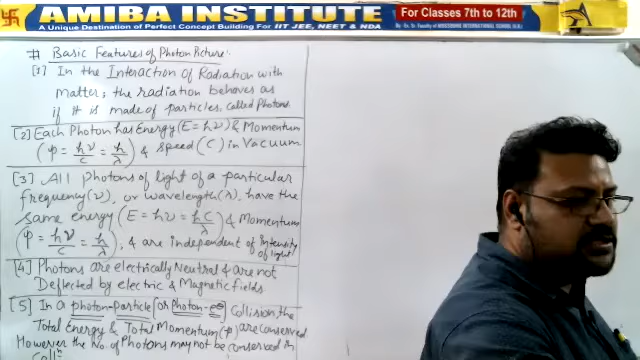 AMIBA INSTITUTE
For Classes 7th to 12th
A Unique Destination of Perfect Concept Building For IIT JEE, NEET & NDA
# Basic Features of Photon Picture:
[1] In the Interaction of Radiation with
matter, the radiation behaves as
if it is made of particles, called Photons
[2] Each Photon has Energy (E = hν) & Momentum
(p = hν/c = h/λ) & speed (C) in Vacuum
[3] All photons of light of a particular
frequency(ν), or wavelength(λ), have the
same energy (E = hν = hc/λ) & Momentum
(p = hν/c = h/λ), & are independent of intensity
of light
[4] Photons are electrically Neutral & are not
Deflected by electric & Magnetic fields
[5] In a photon-particle [or Photon-e⊖] Collision, the
Total Energy & Total Momentum(p) are conserved
However the No. of Photons may not be conserved in